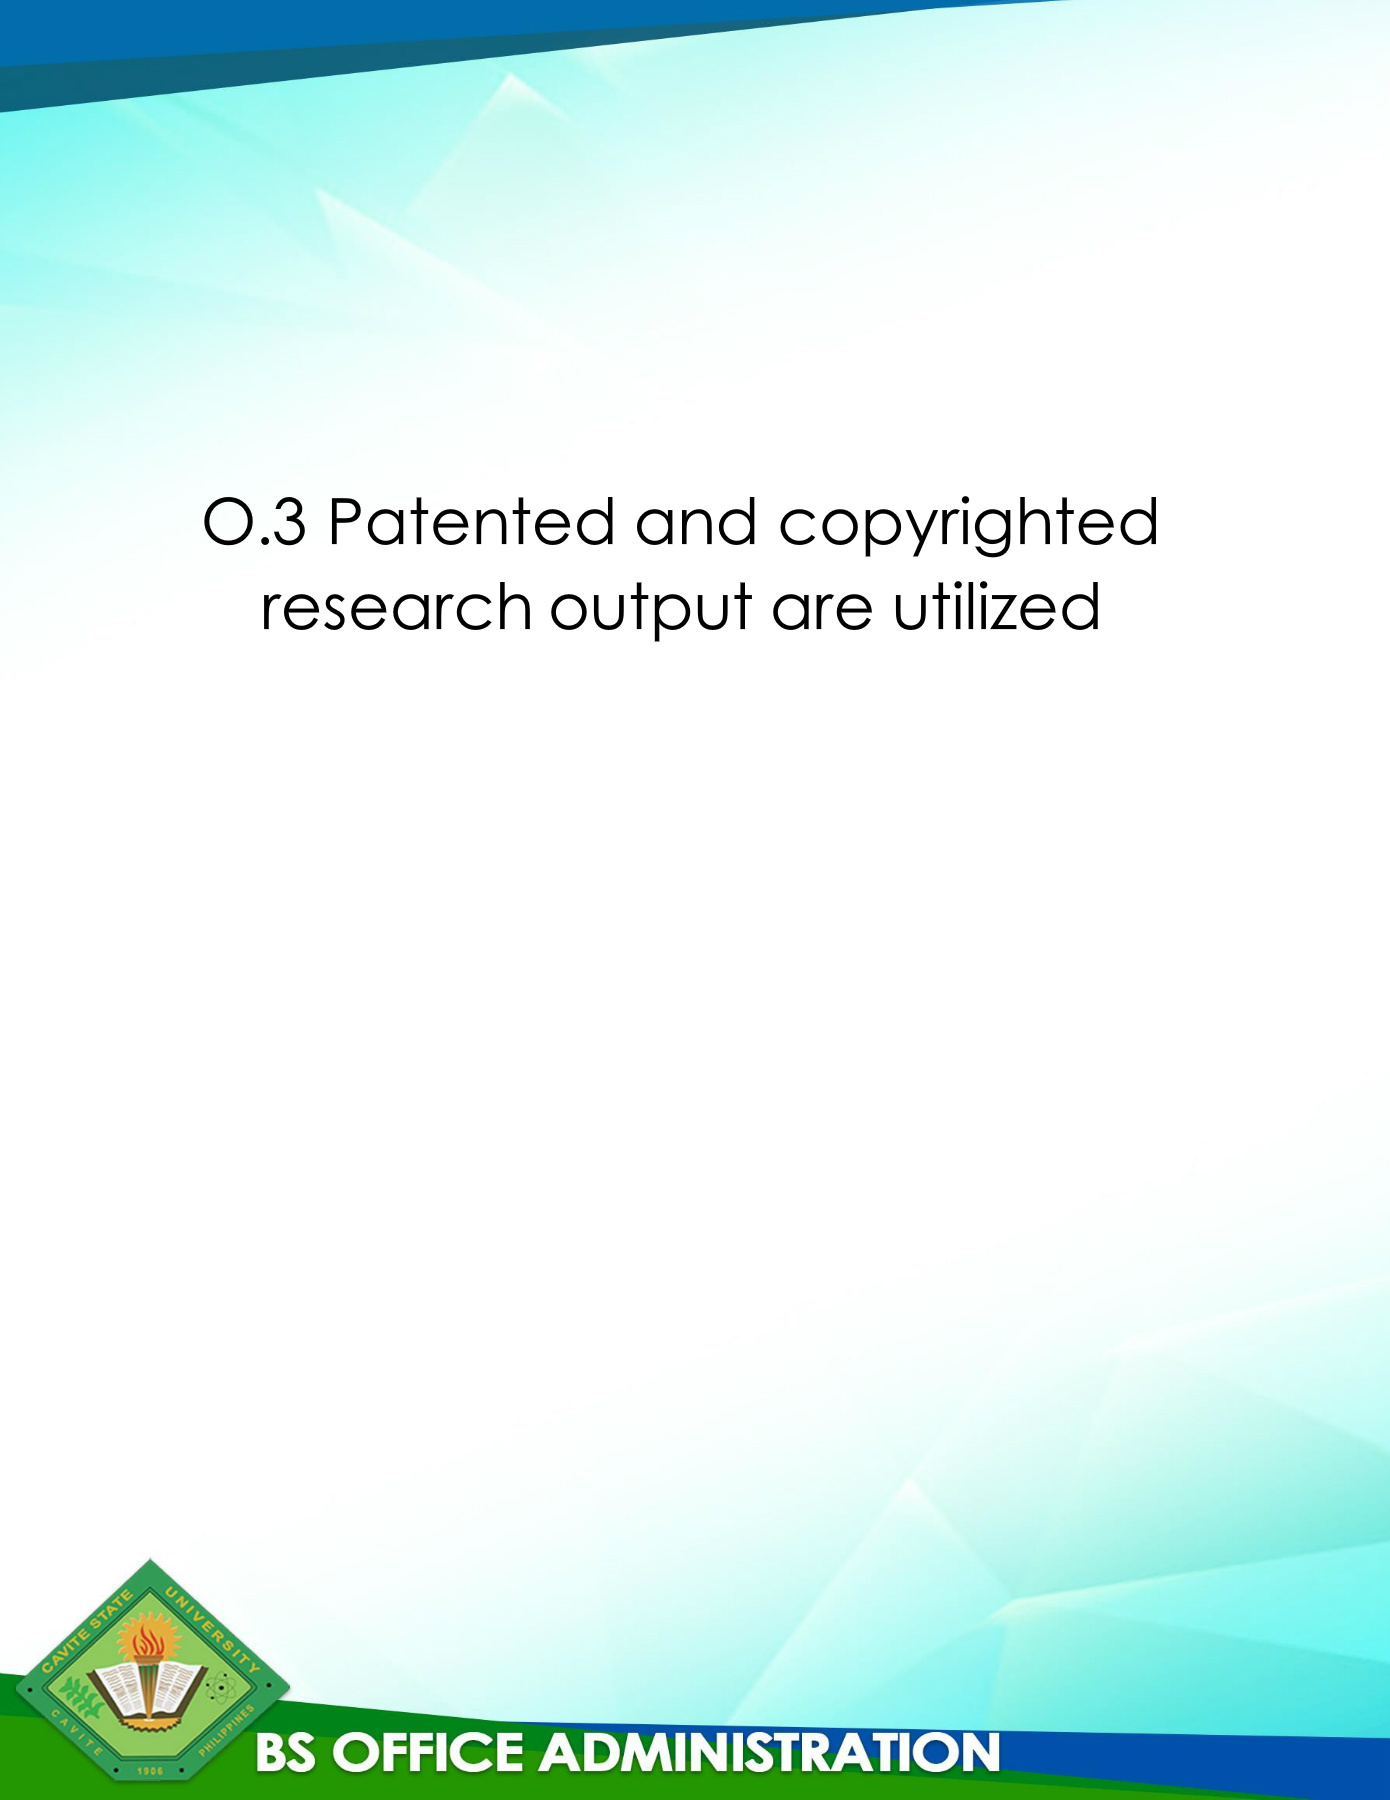 O.3 Patented and copyrighted
research output are utilized
CAVITE STATE UNIVERSITY
CAVITE PHILIPPINES
1906
BS OFFICE ADMINISTRATION